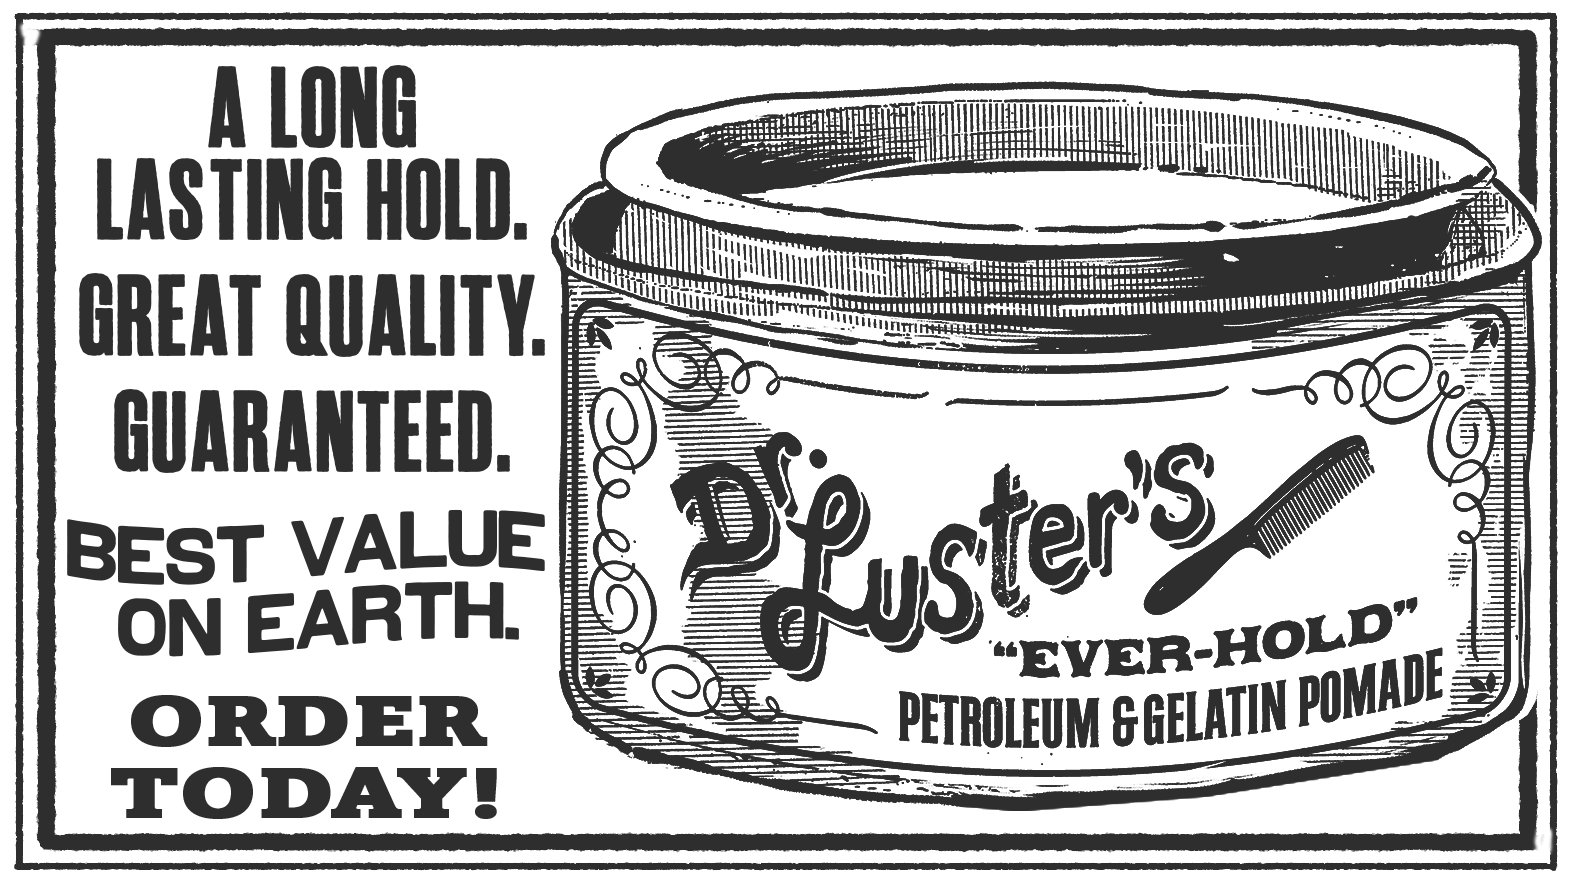 A LONG
LASTING HOLD.
GREAT QUALITY.
GUARANTEED.
BEST VALUE
ON EARTH.
ORDER
TODAY!
Dr. Luster's
"EVER-HOLD"
PETROLEUM & GELATIN POMADE